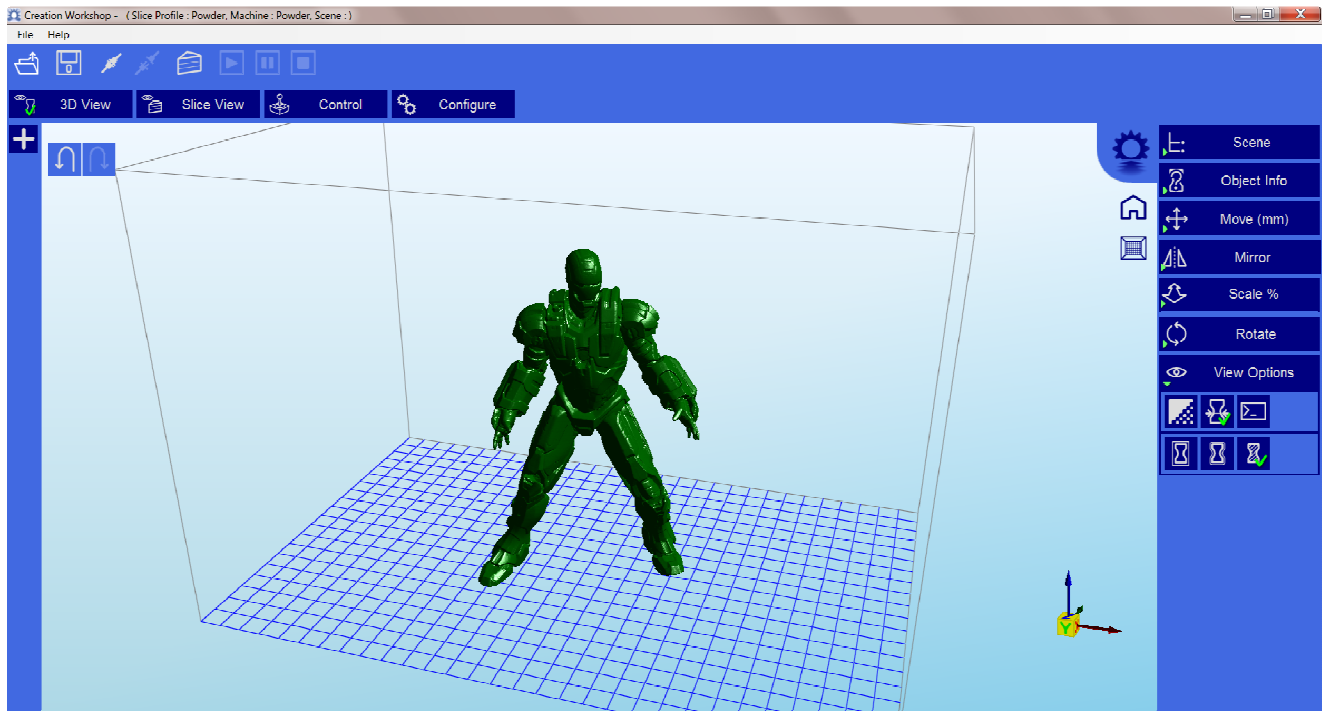 Creation Workshop -   ( Slice Profile : Powder, Machine : Powder, Scene : )
File Help
3D View Slice View Control Configure
Scene
Object Info
Move (mm)
Mirror
Scale %
Rotate
View Options
Y